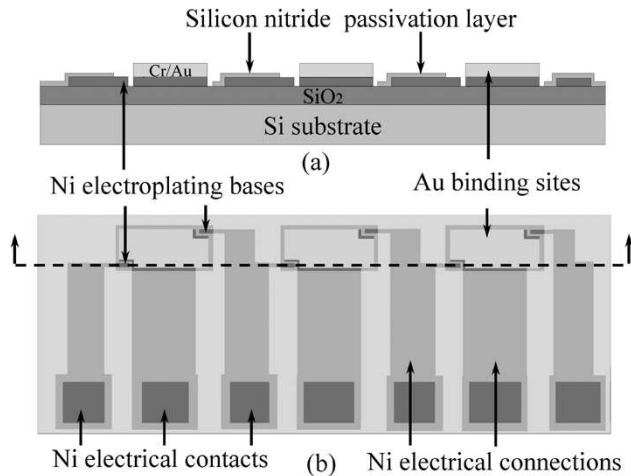 Silicon nitride passivation layer
Cr/Au
SiO₂
Si substrate
(a)
Ni electroplating bases
Au binding sites
Ni electrical contacts
(b)
Ni electrical connections